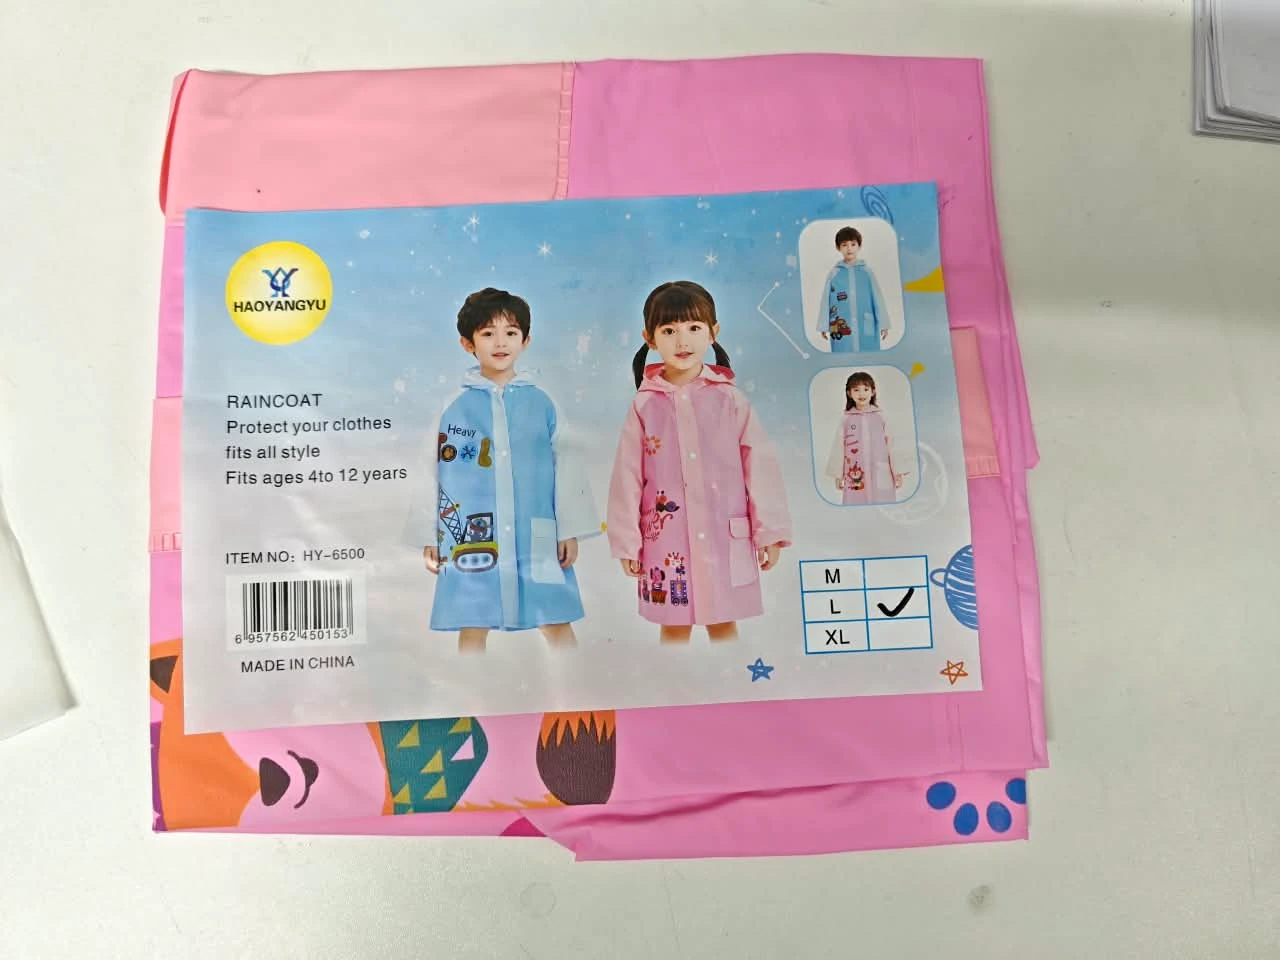 HAOYANGYU
RAINCOAT
Protect your clothes
fits all style
Fits ages 4to 12 years
ITEM NO: HY-6500
6 957562 450153
MADE IN CHINA
Heavy
M
L
XL